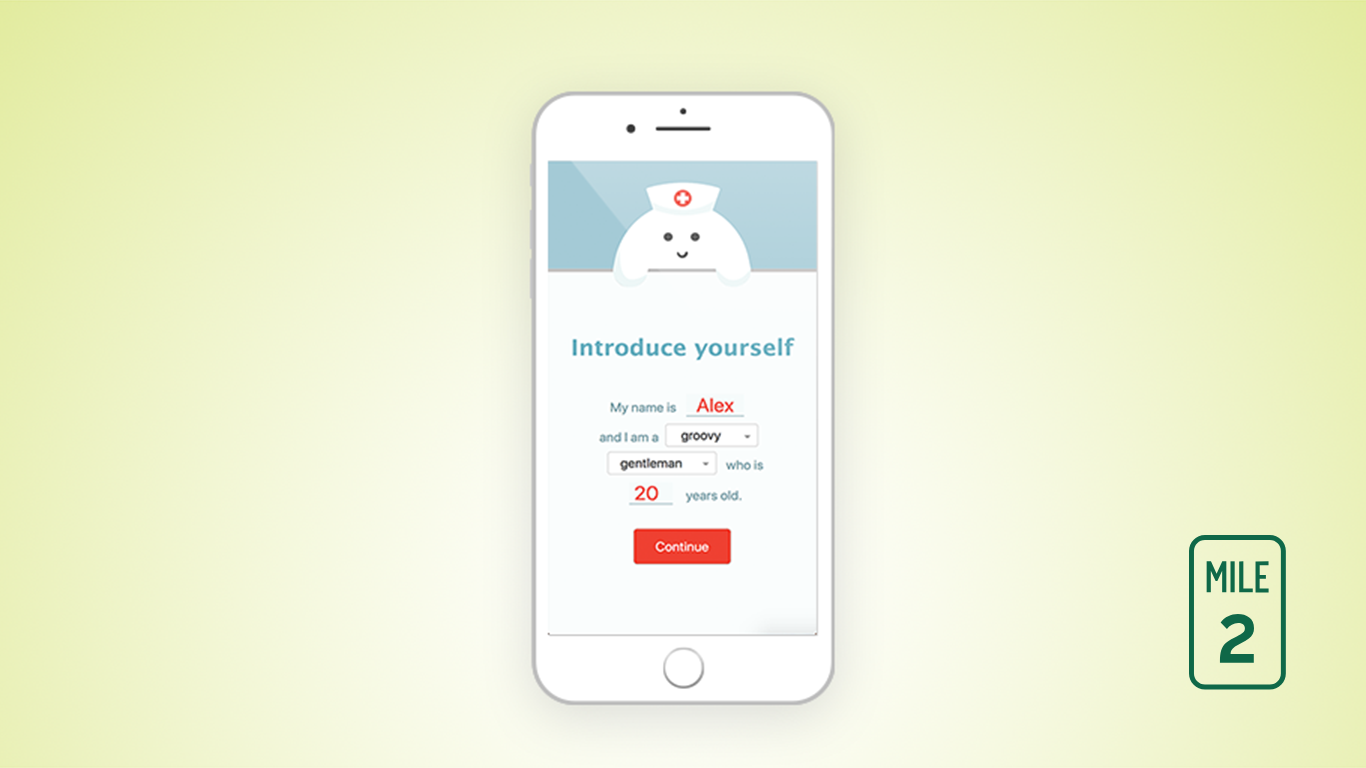 Introduce yourself
My name is Alex
and I am a groovy
gentleman who is
20 years old.
Continue
MILE
2